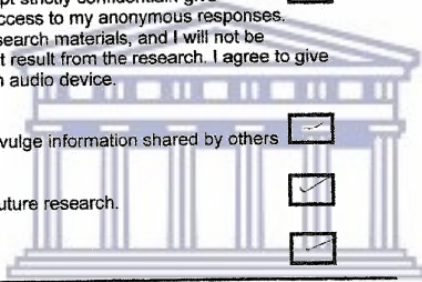 ccess to my anonymous responses.
search materials, and I will not be
t result from the research. I agree to give
n audio device.
vulge information shared by others
uture research.